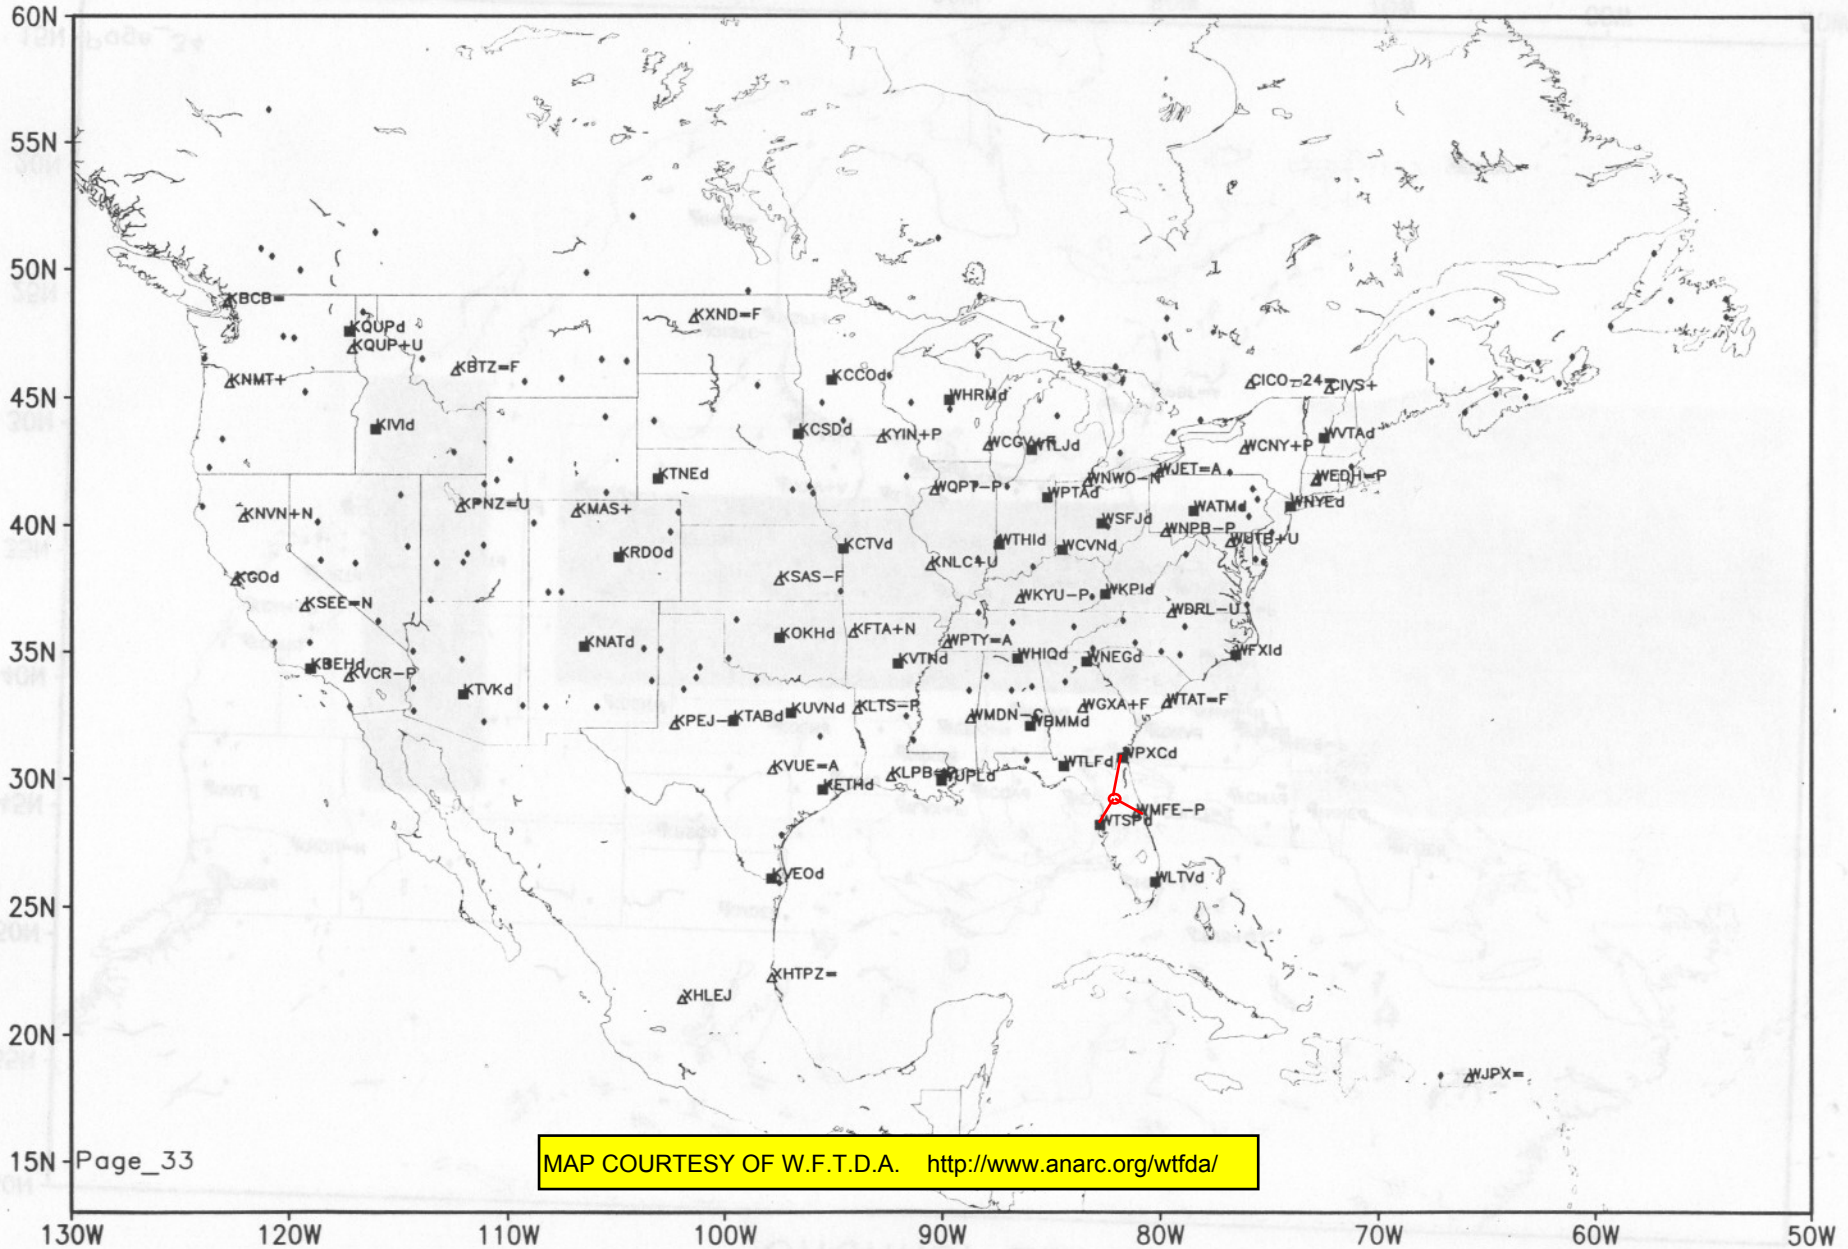 60N
55N
50N
45N
40N
35N
30N
25N
20N
15N
KBCB=
KQUPd
KQUP+U
KXND=F
KBTZ=F
KNMT+
KCCOd
WHRMd
CICO-24=
CIVS+
KIVId
KCSDd
KYIN+P
WVTAd
WCNY+P
KTNEd
WJET=A
WNWO-N
WEDH=P
WQPT-P
WPTAd
KPNZ=U
KMAS+
WATMd
WNYEd
KNVN+N
WSFJd
WNPB-P
WUTB+U
WTHId
WCVNd
KCTVd
KRDOd
KNLC+U
KGOd
KSAS-F
WKPId
WKYU-P
KSEE=N
WDRL-U
KFTA+N
KOKHd
WPTY=A
KNATd
KVTNd
WHIQd
WNEGd
WFXId
KBEHd
KVCR-P
KTVKd
KUVNd
KLTS-P
WGXA+F
WTAT=F
KPEJ-
KTABd
WBMMd
WPXCd
KVUE=A
WTLFd
KLPB=P
WUPLd
KETHd
WMFE-P
WTSPd
KVEOd
WLTVd
XHTPZ=
XHLEJ
WJPX=
Page_33
MAP COURTESY OF W.F.T.D.A. http://www.anarc.org/wtfda/
130W
120W
110W
100W
90W
80W
70W
60W
50W